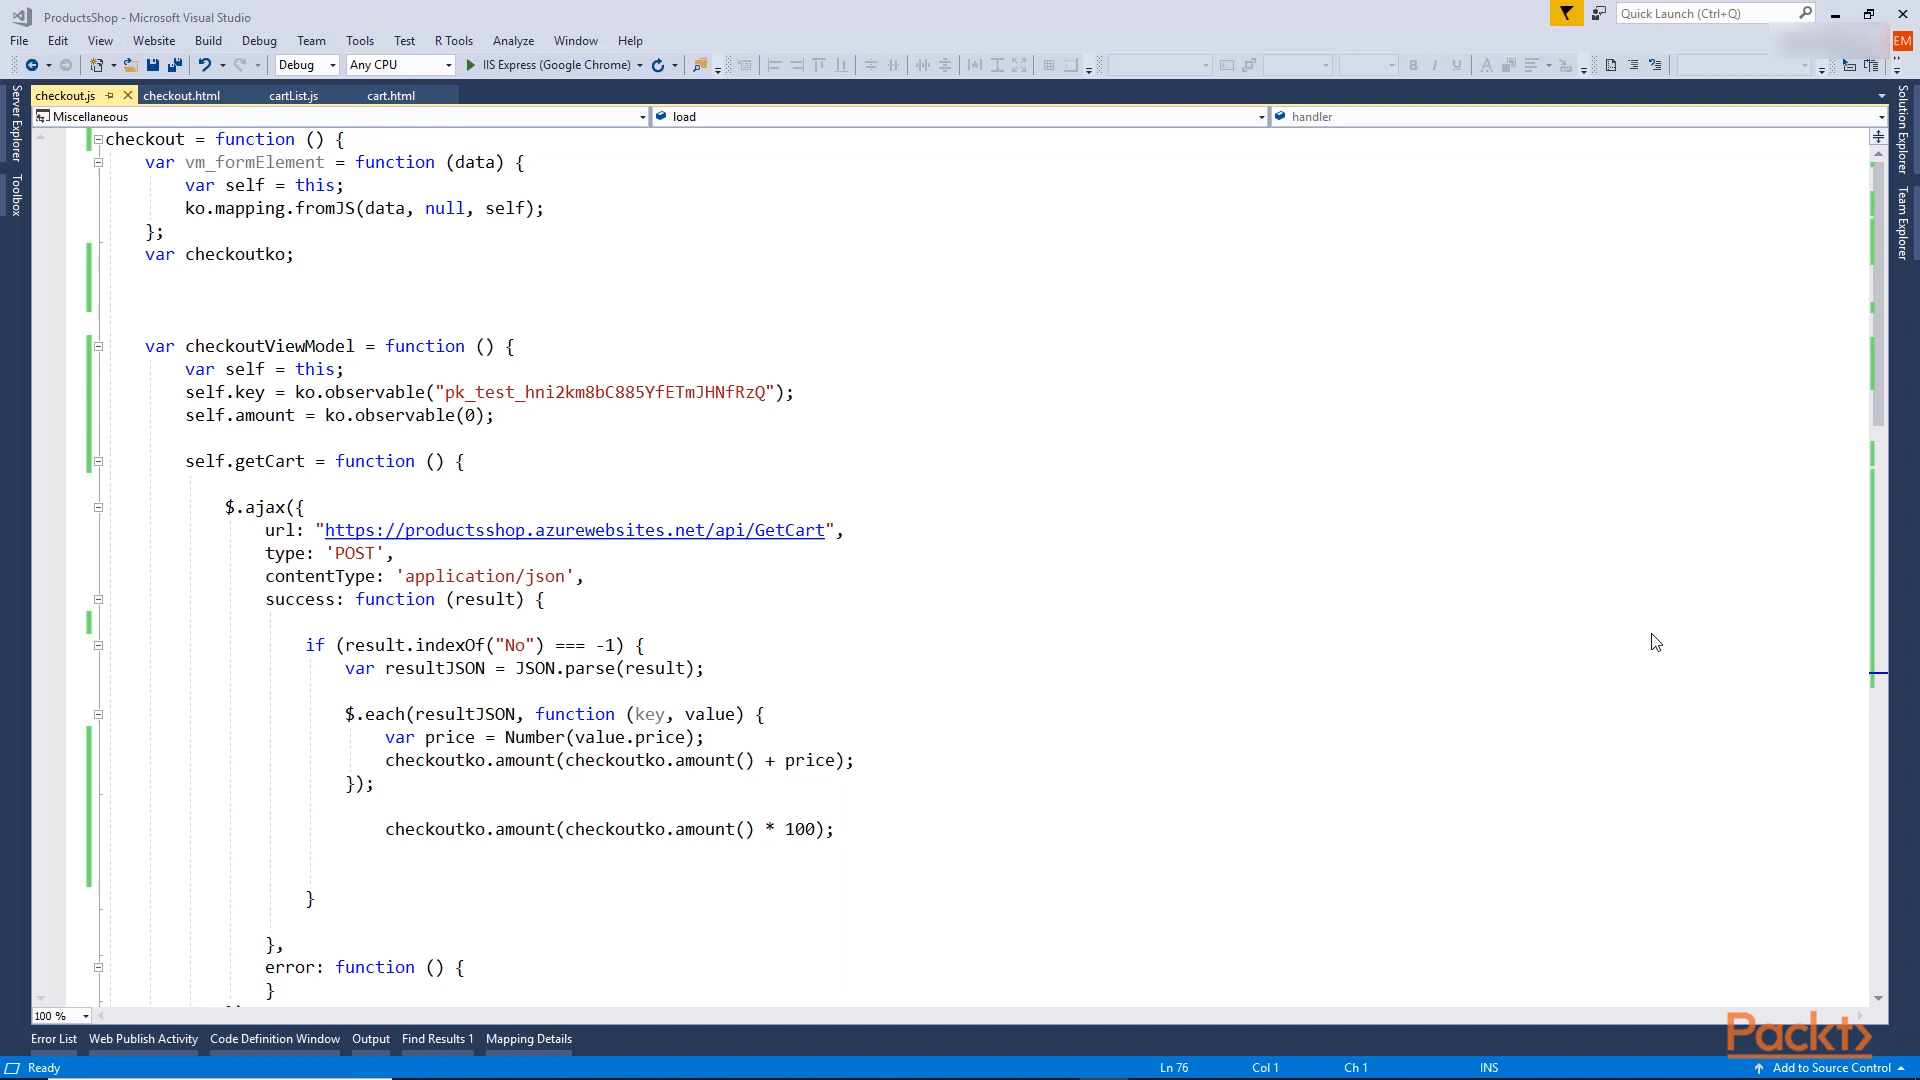 ProductsShop - Microsoft Visual Studio
Quick Launch (Ctrl+Q)
File Edit View Website Build Debug Team Tools Test R Tools Analyze Window Help
EM
Debug Any CPU IIS Express (Google Chrome)
checkout.js checkout.html cartList.js cart.html
Miscellaneous load handler
Server Explorer
Toolbox
Solution Explorer
Team Explorer
checkout = function () {
var vm_formElement = function (data) {
var self = this;
ko.mapping.fromJS(data, null, self);
};
var checkoutko;
var checkoutViewModel = function () {
var self = this;
self.key = ko.observable("pk_test_hni2km8bC885YfETmJHNfRzQ");
self.amount = ko.observable(0);
self.getCart = function () {
$.ajax({
url: "https://productsshop.azurewebsites.net/api/GetCart",
type: 'POST',
contentType: 'application/json',
success: function (result) {
if (result.indexOf("No") === -1) {
var resultJSON = JSON.parse(result);
$.each(resultJSON, function (key, value) {
var price = Number(value.price);
checkoutko.amount(checkoutko.amount() + price);
});
checkoutko.amount(checkoutko.amount() * 100);
}
},
error: function () {
}
100 %
Error List Web Publish Activity Code Definition Window Output Find Results 1 Mapping Details
Packt>
Ready Ln 76 Col 1 Ch 1 INS Add to Source Control